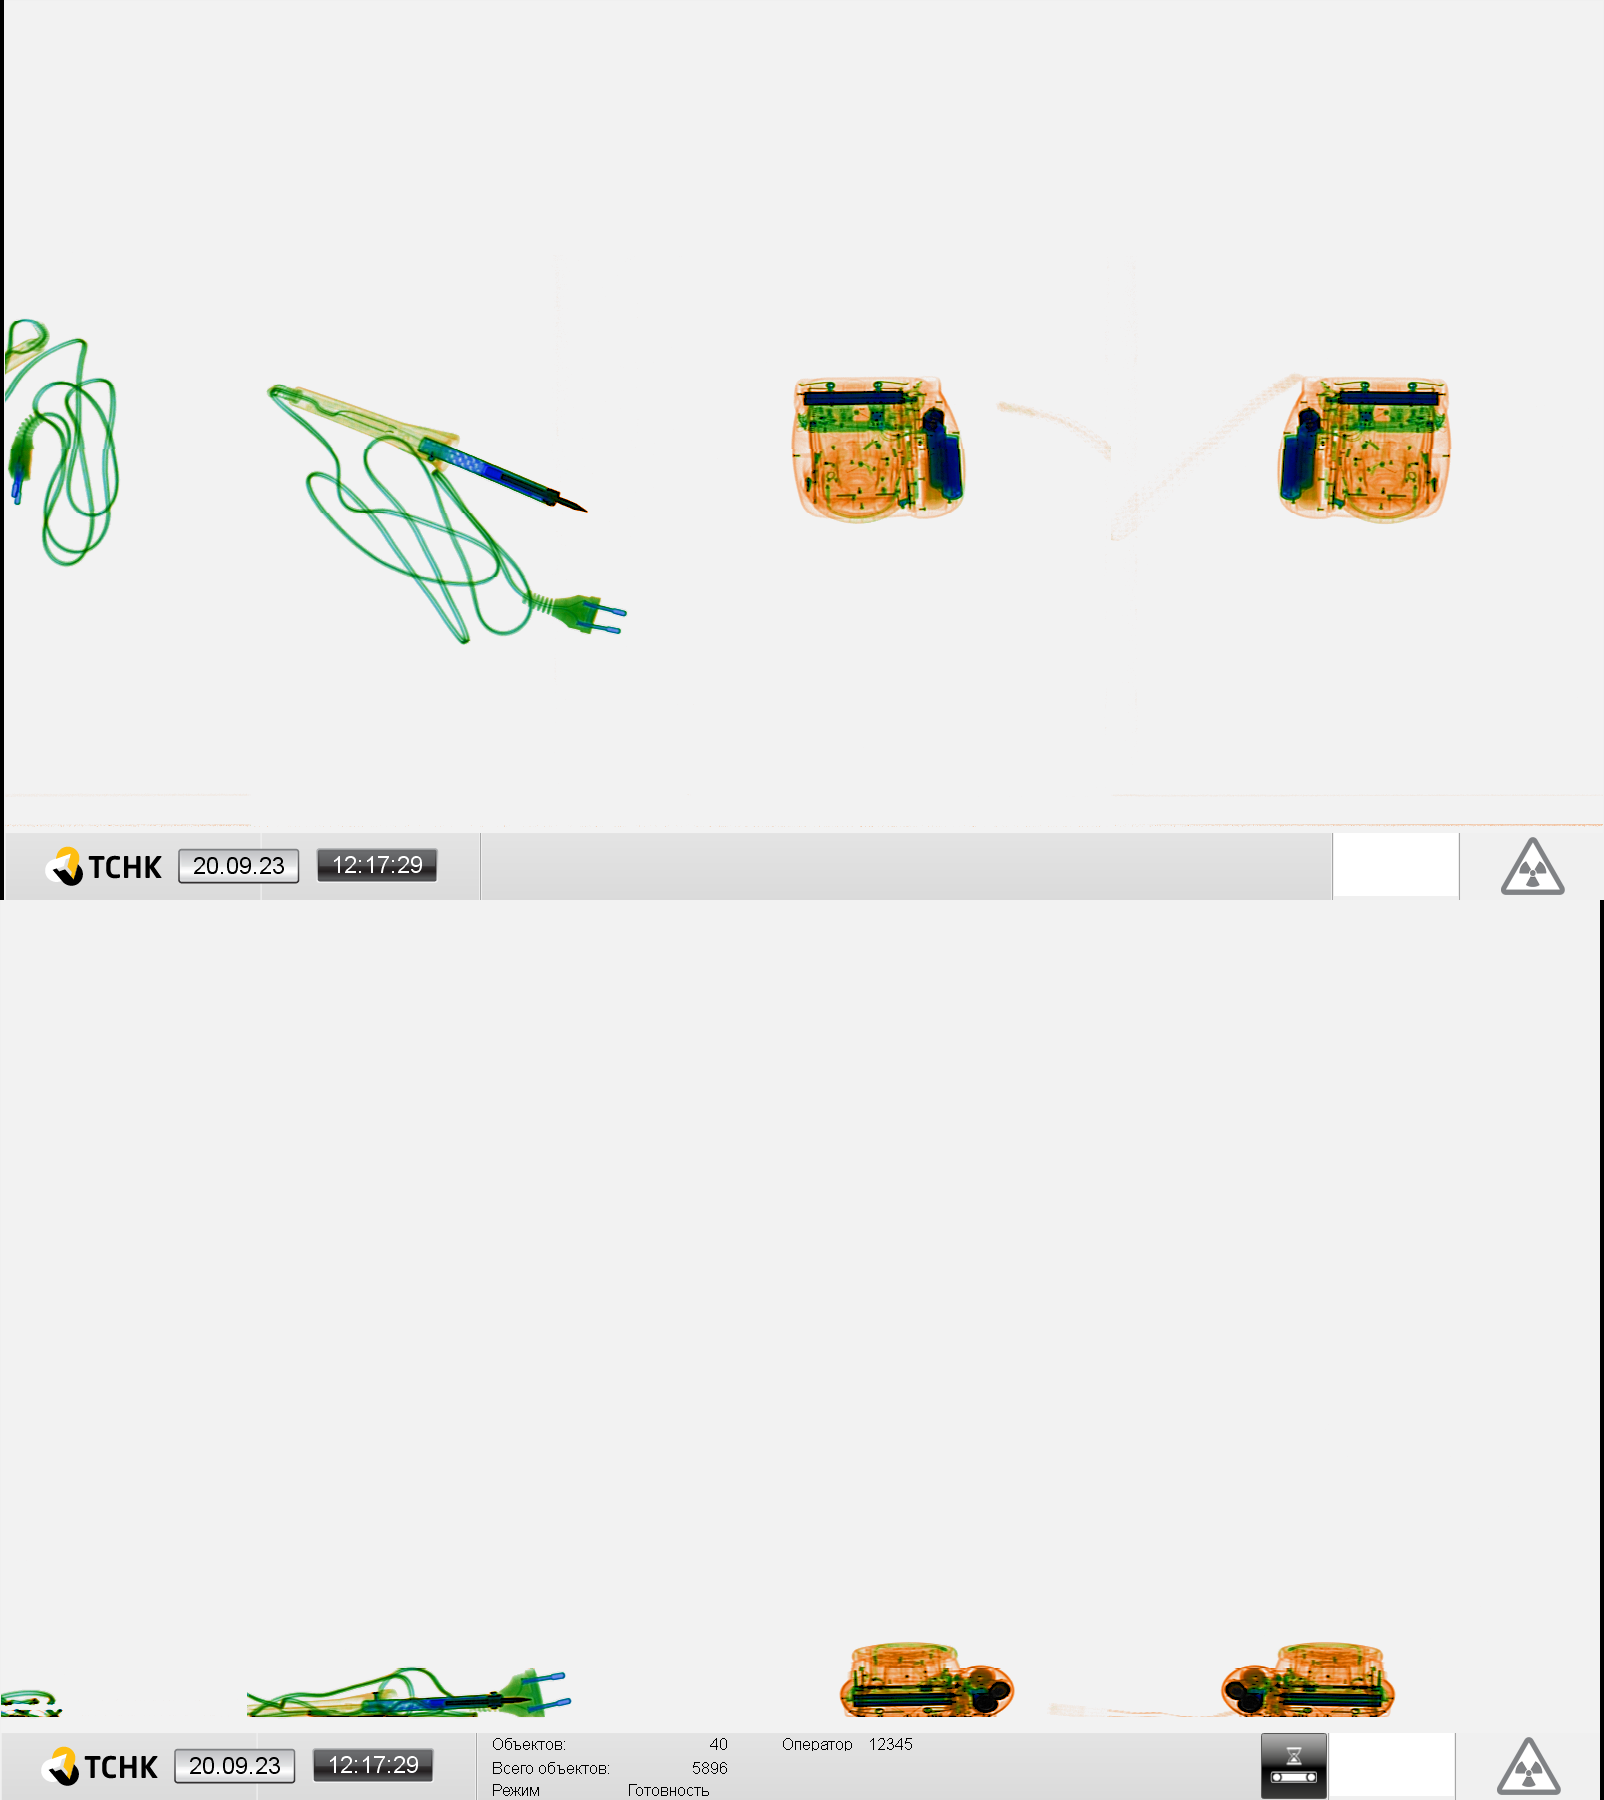 ТСНК 20.09.23 12:17:29
ТСНК 20.09.23 12:17:29
Объектов: 40 Оператор 12345
Всего объектов: 5896
Режим Готовность